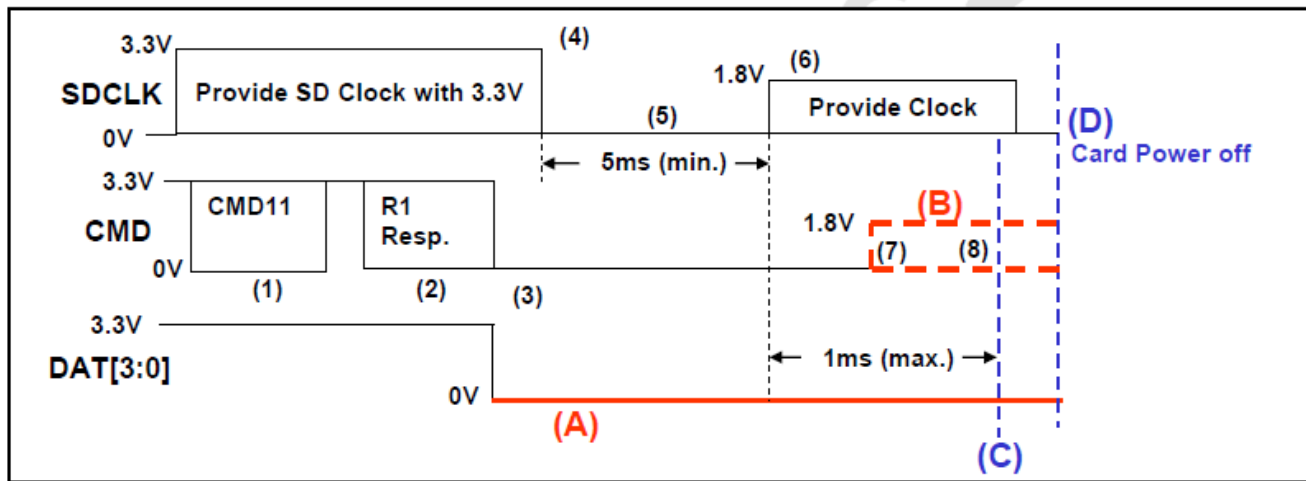 3.3V
(4)
1.8V
(6)
SDCLK
Provide SD Clock with 3.3V
Provide Clock
0V
(5)
(D)
5ms (min.)
Card Power off
3.3V
CMD11
R1
Resp.
CMD
1.8V
(B)
(7)
(8)
0V
(1)
(2)
(3)
3.3V
DAT[3:0]
1ms (max.)
0V
(A)
(C)